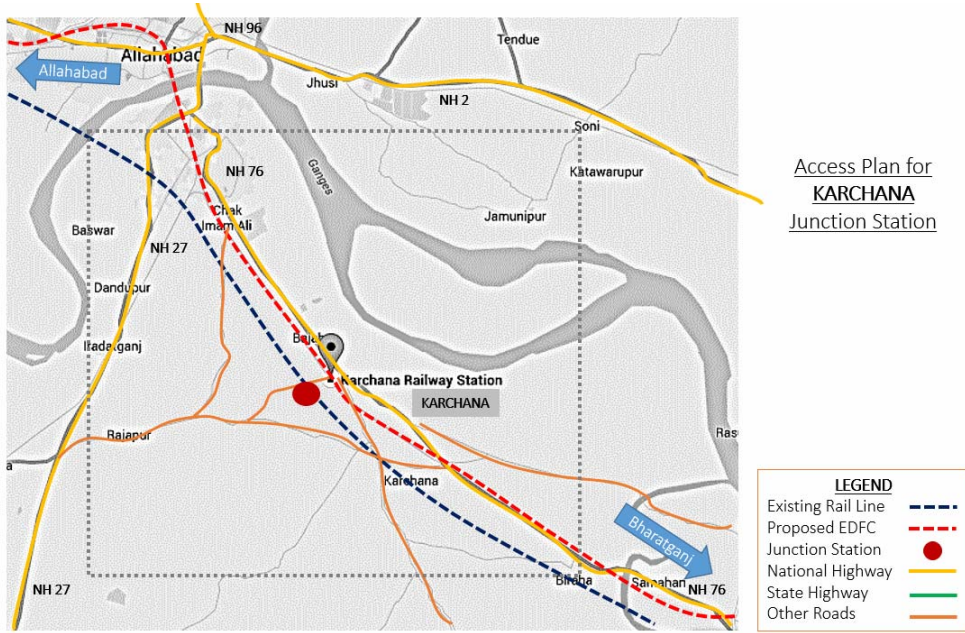 NH 96
Tendue
Allahabad
Allahabad
Jhusi
NH 2
Soni
Ganges
Katawarupur
NH 76
Access Plan for
KARCHANA
Junction Station
Chak
Imam Ali
Jamunipur
Baswar
NH 27
Dandupur
Iradatganj
Karchana Railway Station
KARCHANA
Rajapur
a
Karchana
Bharatganj
Biraha
Samahan
NH 27
NH 76
LEGEND
Existing Rail Line
Proposed EDFC
Junction Station
National Highway
State Highway
Other Roads